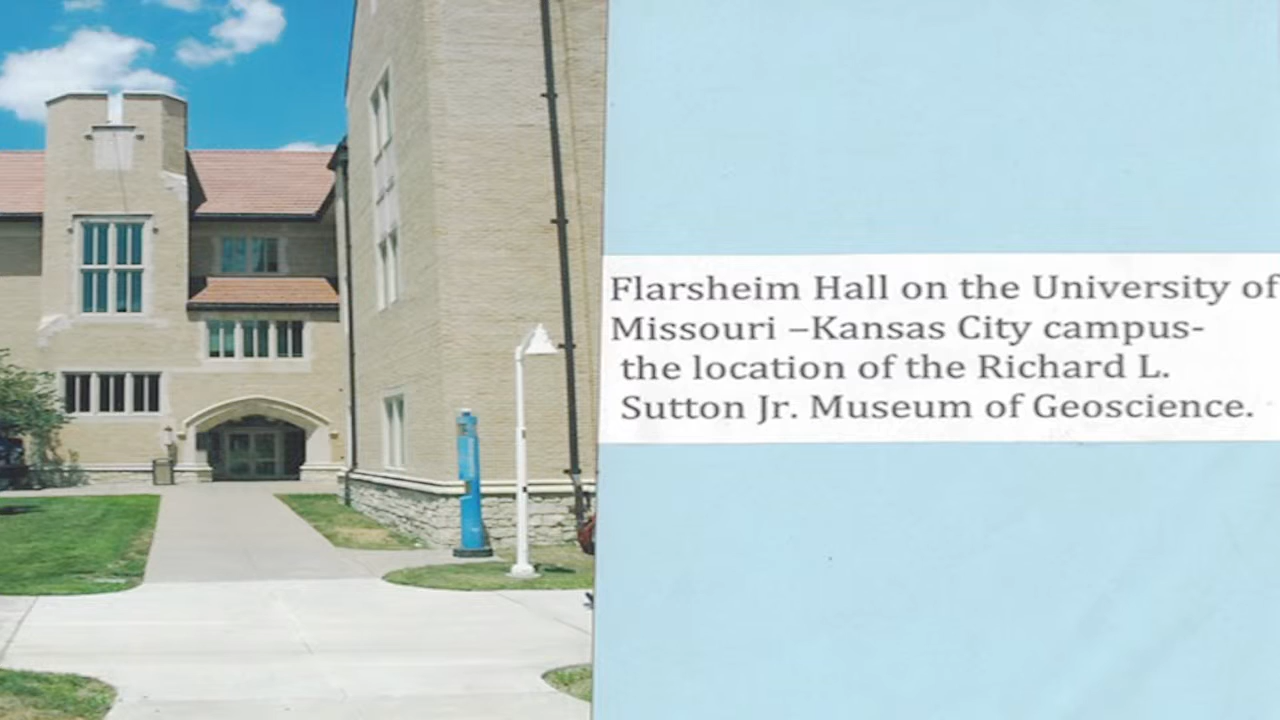 Flarsheim Hall on the University of
Missouri –Kansas City campus-
the location of the Richard L.
Sutton Jr. Museum of Geoscience.